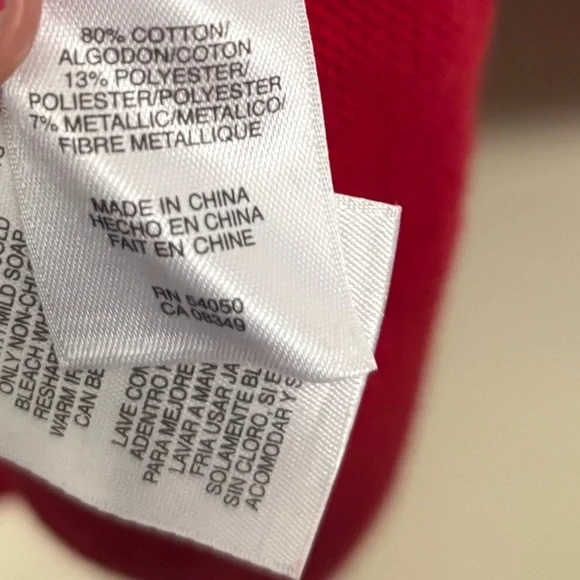 80% COTTON/
ALGODON/COTON
13% POLYESTER/
POLIESTER/POLYESTER
7% METALLIC/METALICO/
FIBRE METALLIQUE
MADE IN CHINA
HECHO EN CHINA
FAIT EN CHINE
RN 54050
CA 08349
MILD SOAP
ONLY NON-CH
BLEACH WH
RESHAP
WARM
CAN BE
LAVE CON
ADENTRO
PARA MEJORE
LAVAR A MAN
FRIA USAR JA
SOLAMENTE BL
SIN CLORO, SI E
ACOMODAR Y S